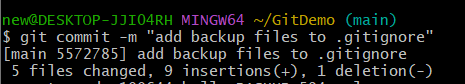 new@DESKTOP-JJIO4RH MINGW64 ~/GitDemo (main)
$ git commit -m "add backup files to .gitignore"
[main 5572785] add backup files to .gitignore
 5 files changed, 9 insertions(+), 1 deletion(-)